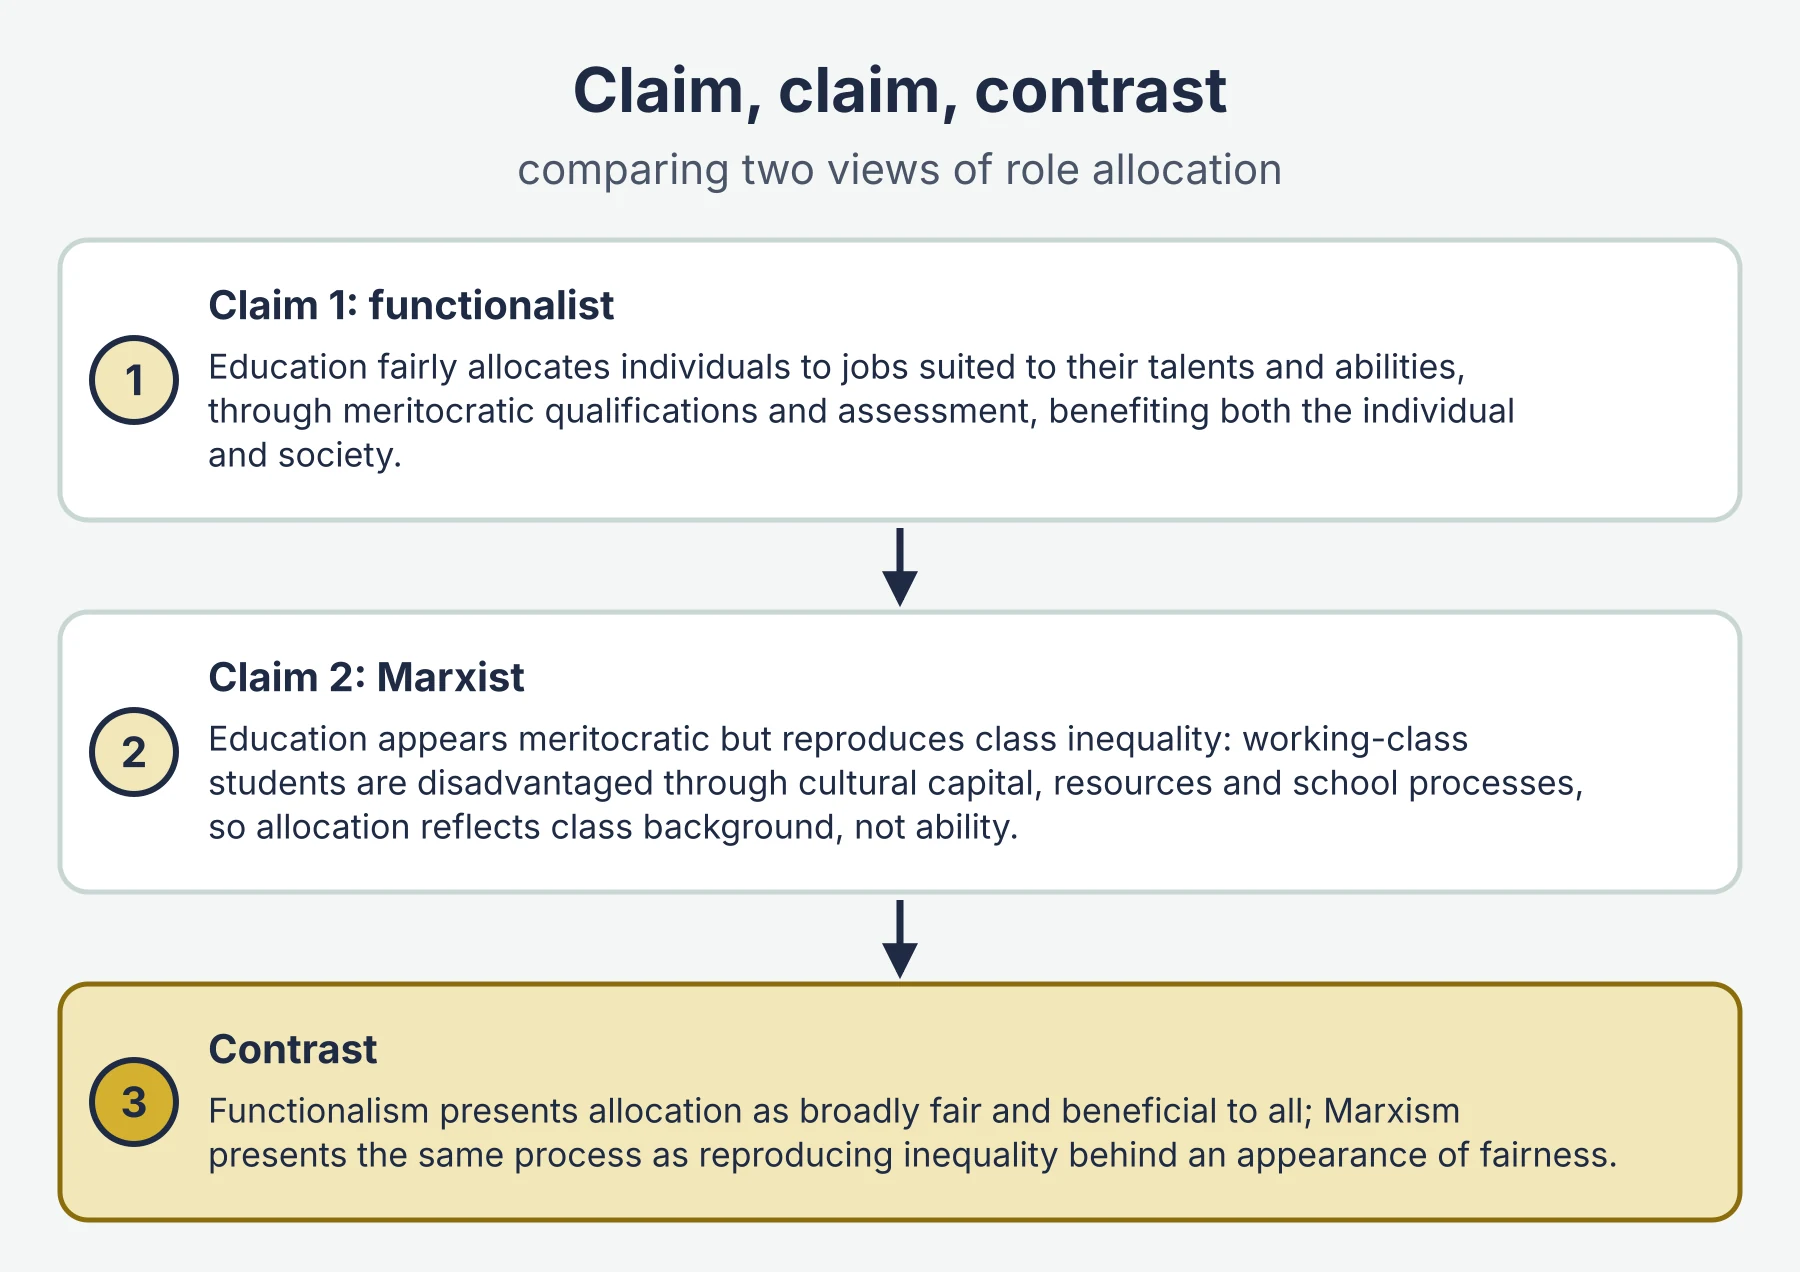 Claim, claim, contrast
comparing two views of role allocation
Claim 1: functionalist
1
Education fairly allocates individuals to jobs suited to their talents and abilities,
through meritocratic qualifications and assessment, benefiting both the individual
and society.
Claim 2: Marxist
2
Education appears meritocratic but reproduces class inequality: working-class
students are disadvantaged through cultural capital, resources and school processes,
so allocation reflects class background, not ability.
Contrast
3
Functionalism presents allocation as broadly fair and beneficial to all; Marxism
presents the same process as reproducing inequality behind an appearance of fairness.